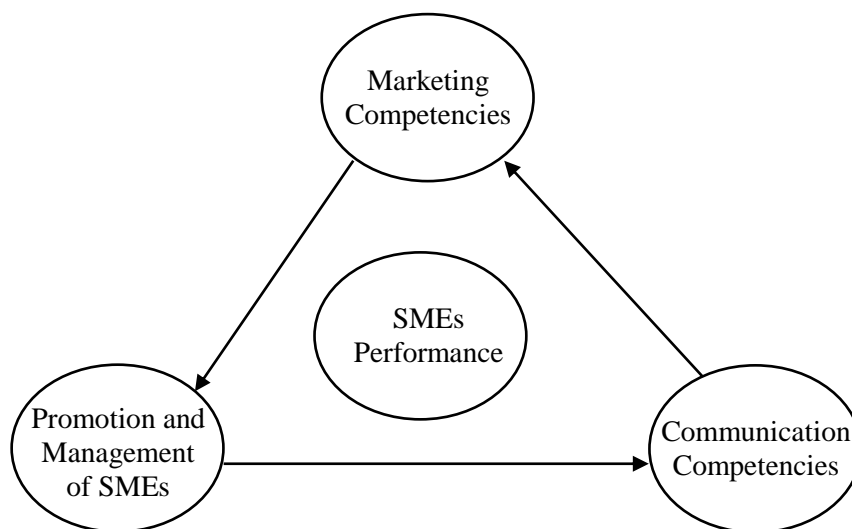 Marketing
Competencies
SMEs
Performance
Promotion and
Management
of SMEs
Communication
Competencies